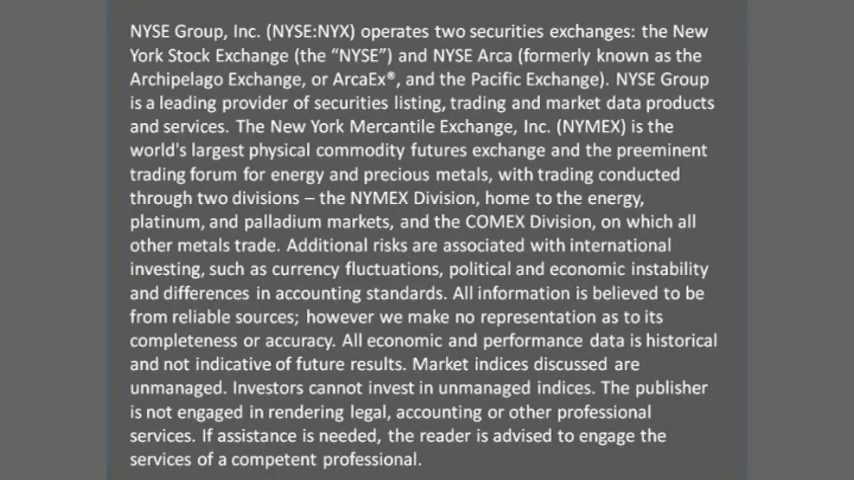 NYSE Group, Inc. (NYSE:NYX) operates two securities exchanges: the New
York Stock Exchange (the “NYSE”) and NYSE Arca (formerly known as the
Archipelago Exchange, or ArcaEx®, and the Pacific Exchange). NYSE Group
is a leading provider of securities listing, trading and market data products
and services. The New York Mercantile Exchange, Inc. (NYMEX) is the
world's largest physical commodity futures exchange and the preeminent
trading forum for energy and precious metals, with trading conducted
through two divisions – the NYMEX Division, home to the energy,
platinum, and palladium markets, and the COMEX Division, on which all
other metals trade. Additional risks are associated with international
investing, such as currency fluctuations, political and economic instability
and differences in accounting standards. All information is believed to be
from reliable sources; however we make no representation as to its
completeness or accuracy. All economic and performance data is historical
and not indicative of future results. Market indices discussed are
unmanaged. Investors cannot invest in unmanaged indices. The publisher
is not engaged in rendering legal, accounting or other professional
services. If assistance is needed, the reader is advised to engage the
services of a competent professional.